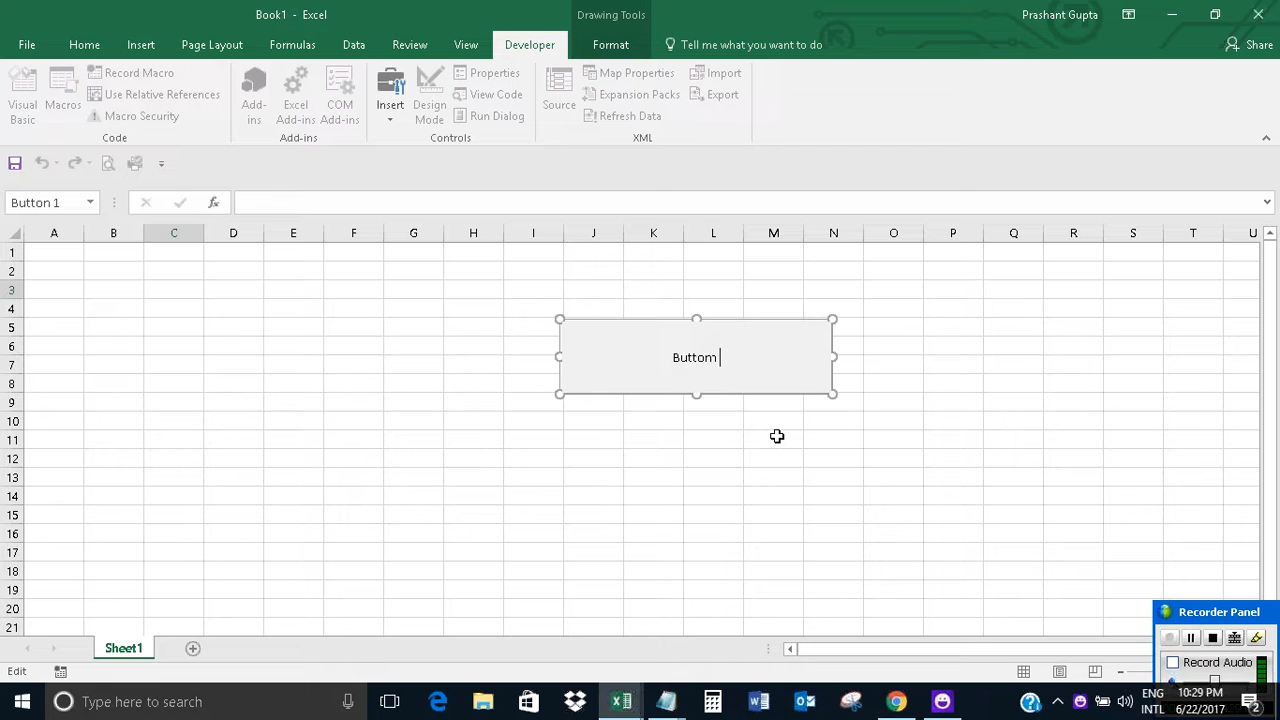 Book1 - Excel
Drawing Tools
Prashant Gupta
File Home Insert Page Layout Formulas Data Review View Developer Format Tell me what you want to do Share
Visual Basic
Macros
Record Macro
Use Relative References
Macro Security
Code
Add-ins
Excel Add-ins
COM Add-ins
Add-ins
Insert
Design Mode
Properties
View Code
Run Dialog
Controls
Source
Map Properties
Expansion Packs
Refresh Data
Import
Export
XML
Button 1
fx
A B C D E F G H I J K L M N O P Q R S T U
1
2
3
4
5
6
7
8
9
10
11
12
13
14
15
16
17
18
19
20
21
Buttom
Sheet1
Edit
Recorder Panel
Record Audio
Type here to search
ENG
INTL
10:29 PM
6/22/2017
2